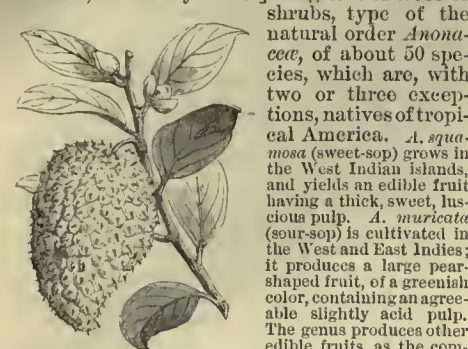 shrubs, type of the
natural order Anona-
ceæ, of about 50 spe-
cies, which are, with
two or three excep-
tions, natives of tropi-
cal America. A. squa-
mosa (sweet-sop) grows in
the West Indian islands,
and yields an edible fruit
having a thick, sweet, lus-
cious pulp. A. muricata
(sour-sop) is cultivated in
the West and East Indies;
it produces a large pear-
shaped fruit, of a greenish
color, containing an agree-
able slightly acid pulp.
The genus produces other
edible fruits, as the com-